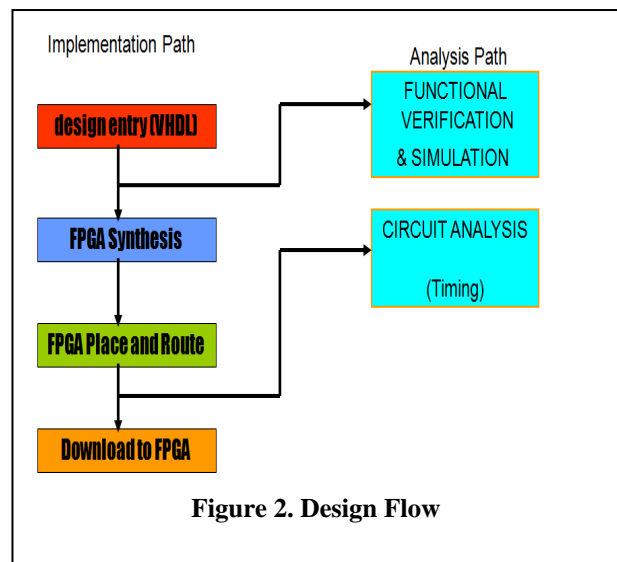 Implementation Path
Analysis Path
design entry (VHDL)
FUNCTIONAL
VERIFICATION
& SIMULATION
FPGA Synthesis
CIRCUIT ANALYSIS
(Timing)
FPGA Place and Route
Download to FPGA
Figure 2. Design Flow